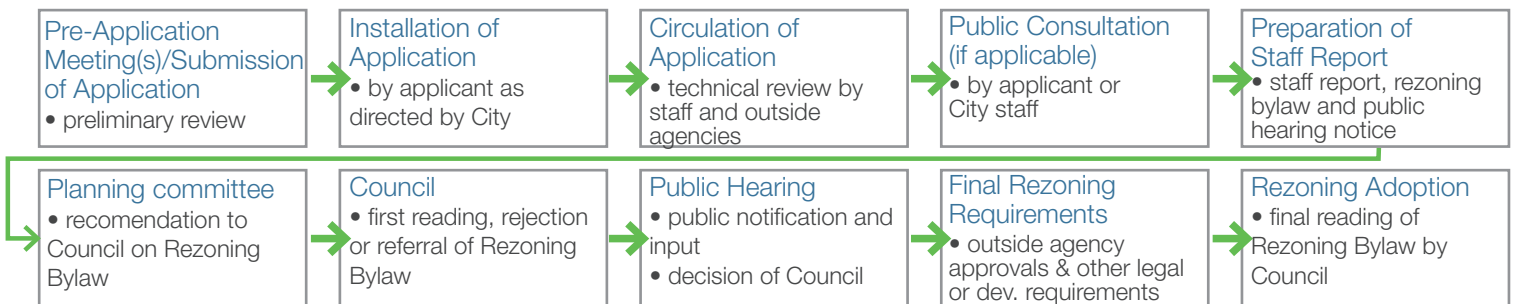 Pre-Application
Meeting(s)/Submission
of Application
• preliminary review
Installation of
Application
• by applicant as
directed by City
Circulation of
Application
• technical review by
staff and outside
agencies
Public Consultation
(if applicable)
• by applicant or
City staff
Preparation of
Staff Report
• staff report, rezoning
bylaw and public
hearing notice
Planning committee
• recomendation to
Council on Rezoning
Bylaw
Council
• first reading, rejection
or referral of Rezoning
Bylaw
Public Hearing
• public notification and
input
• decision of Council
Final Rezoning
Requirements
• outside agency
approvals & other legal
or dev. requirements
Rezoning Adoption
• final reading of
Rezoning Bylaw by
Council